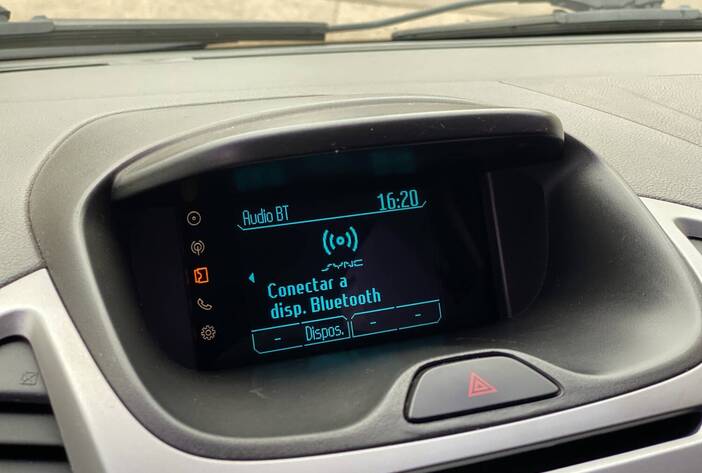 Audio BT 16:20
SYNC
Conectar a
disp. Bluetooth
- Dispos. - -